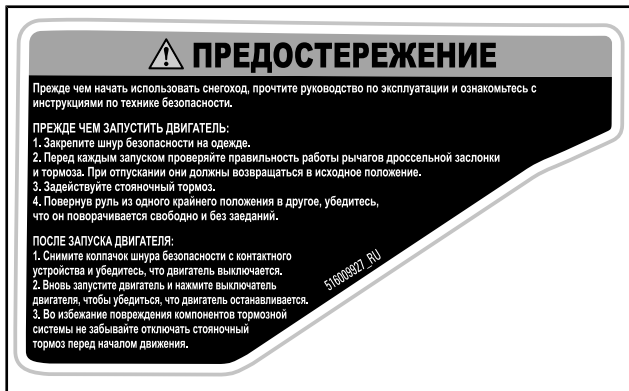 ⚠ ПРЕДОСТЕРЕЖЕНИЕ
Прежде чем начать использовать снегоход, прочтите руководство по эксплуатации и ознакомьтесь с
инструкциями по технике безопасности.
ПРЕЖДЕ ЧЕМ ЗАПУСТИТЬ ДВИГАТЕЛЬ:
1. Закрепите шнур безопасности на одежде.
2. Перед каждым запуском проверяйте правильность работы рычагов дроссельной заслонки
и тормоза. При отпускании они должны возвращаться в исходное положение.
3. Задействуйте стояночный тормоз.
4. Повернув руль из одного крайнего положения в другое, убедитесь,
что он поворачивается свободно и без заеданий.
ПОСЛЕ ЗАПУСКА ДВИГАТЕЛЯ:
1. Снимите колпачок шнура безопасности с контактного
устройства и убедитесь, что двигатель выключается.
2. Вновь запустите двигатель и нажмите выключатель
двигателя, чтобы убедиться, что двигатель останавливается.
3. Во избежание повреждения компонентов тормозной
системы не забывайте отключать стояночный
тормоз перед началом движения.
516009927_RU